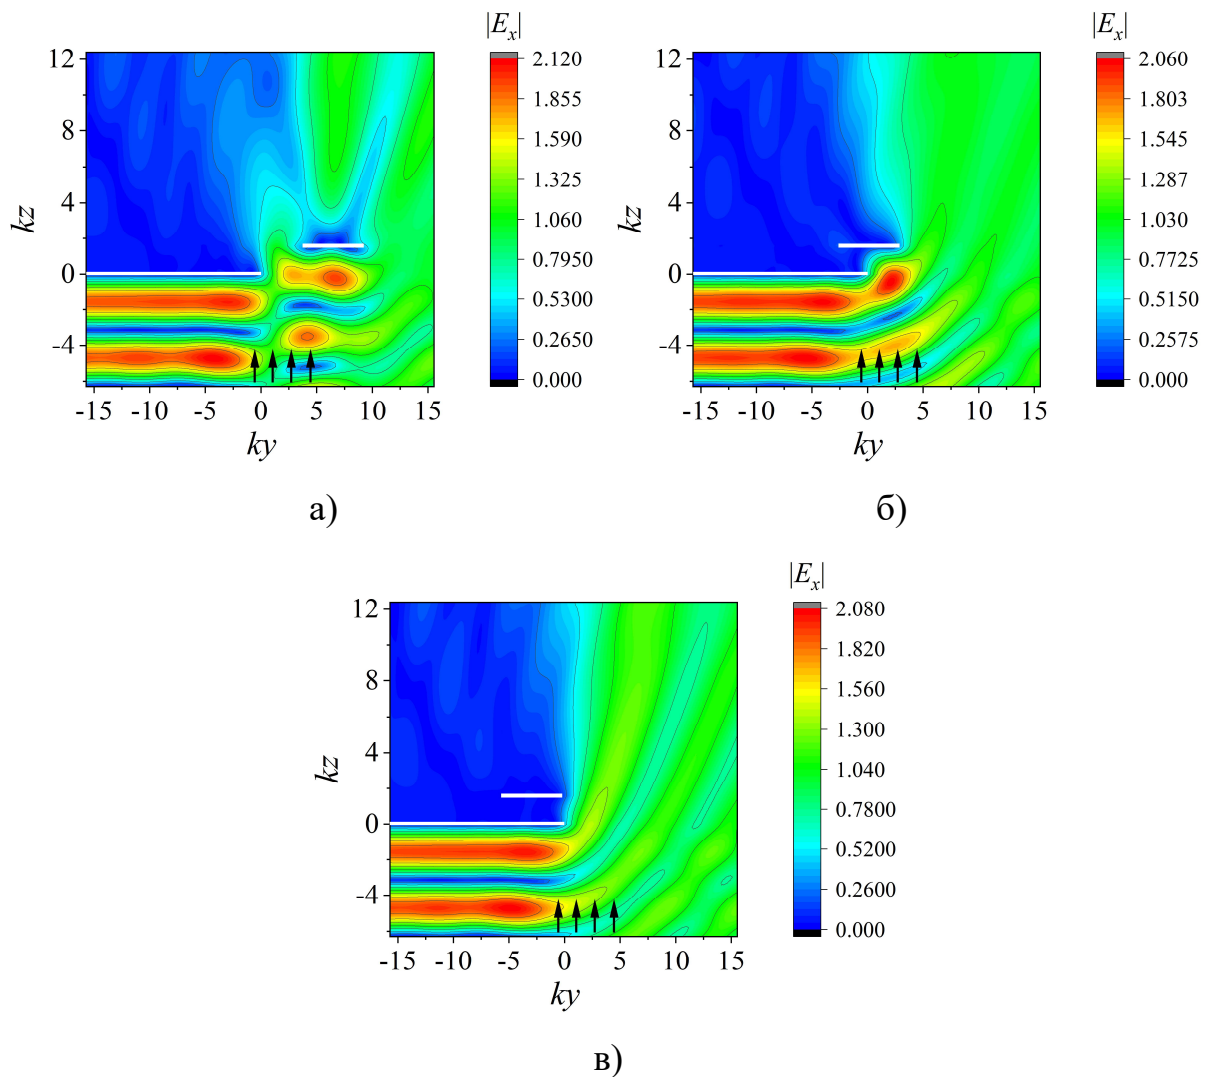 |Eₓ| |Eₓ|
12 2.120 12 2.060
1.855 1.803
8 1.590 8 1.545
1.325 1.287
kz 4 1.060 kz 4 1.030
0.7950 0.7725
0 0.5300 0 0.5150
0.2650 0.2575
-4 0.000 -4 0.000
-15 -10 -5 0 5 10 15 -15 -10 -5 0 5 10 15
ky ky
а) б)
|Eₓ|
12 2.080
1.820
8 1.560
1.300
kz 4 1.040
0.7800
0 0.5200
0.2600
-4 0.000
-15 -10 -5 0 5 10 15
ky
в)